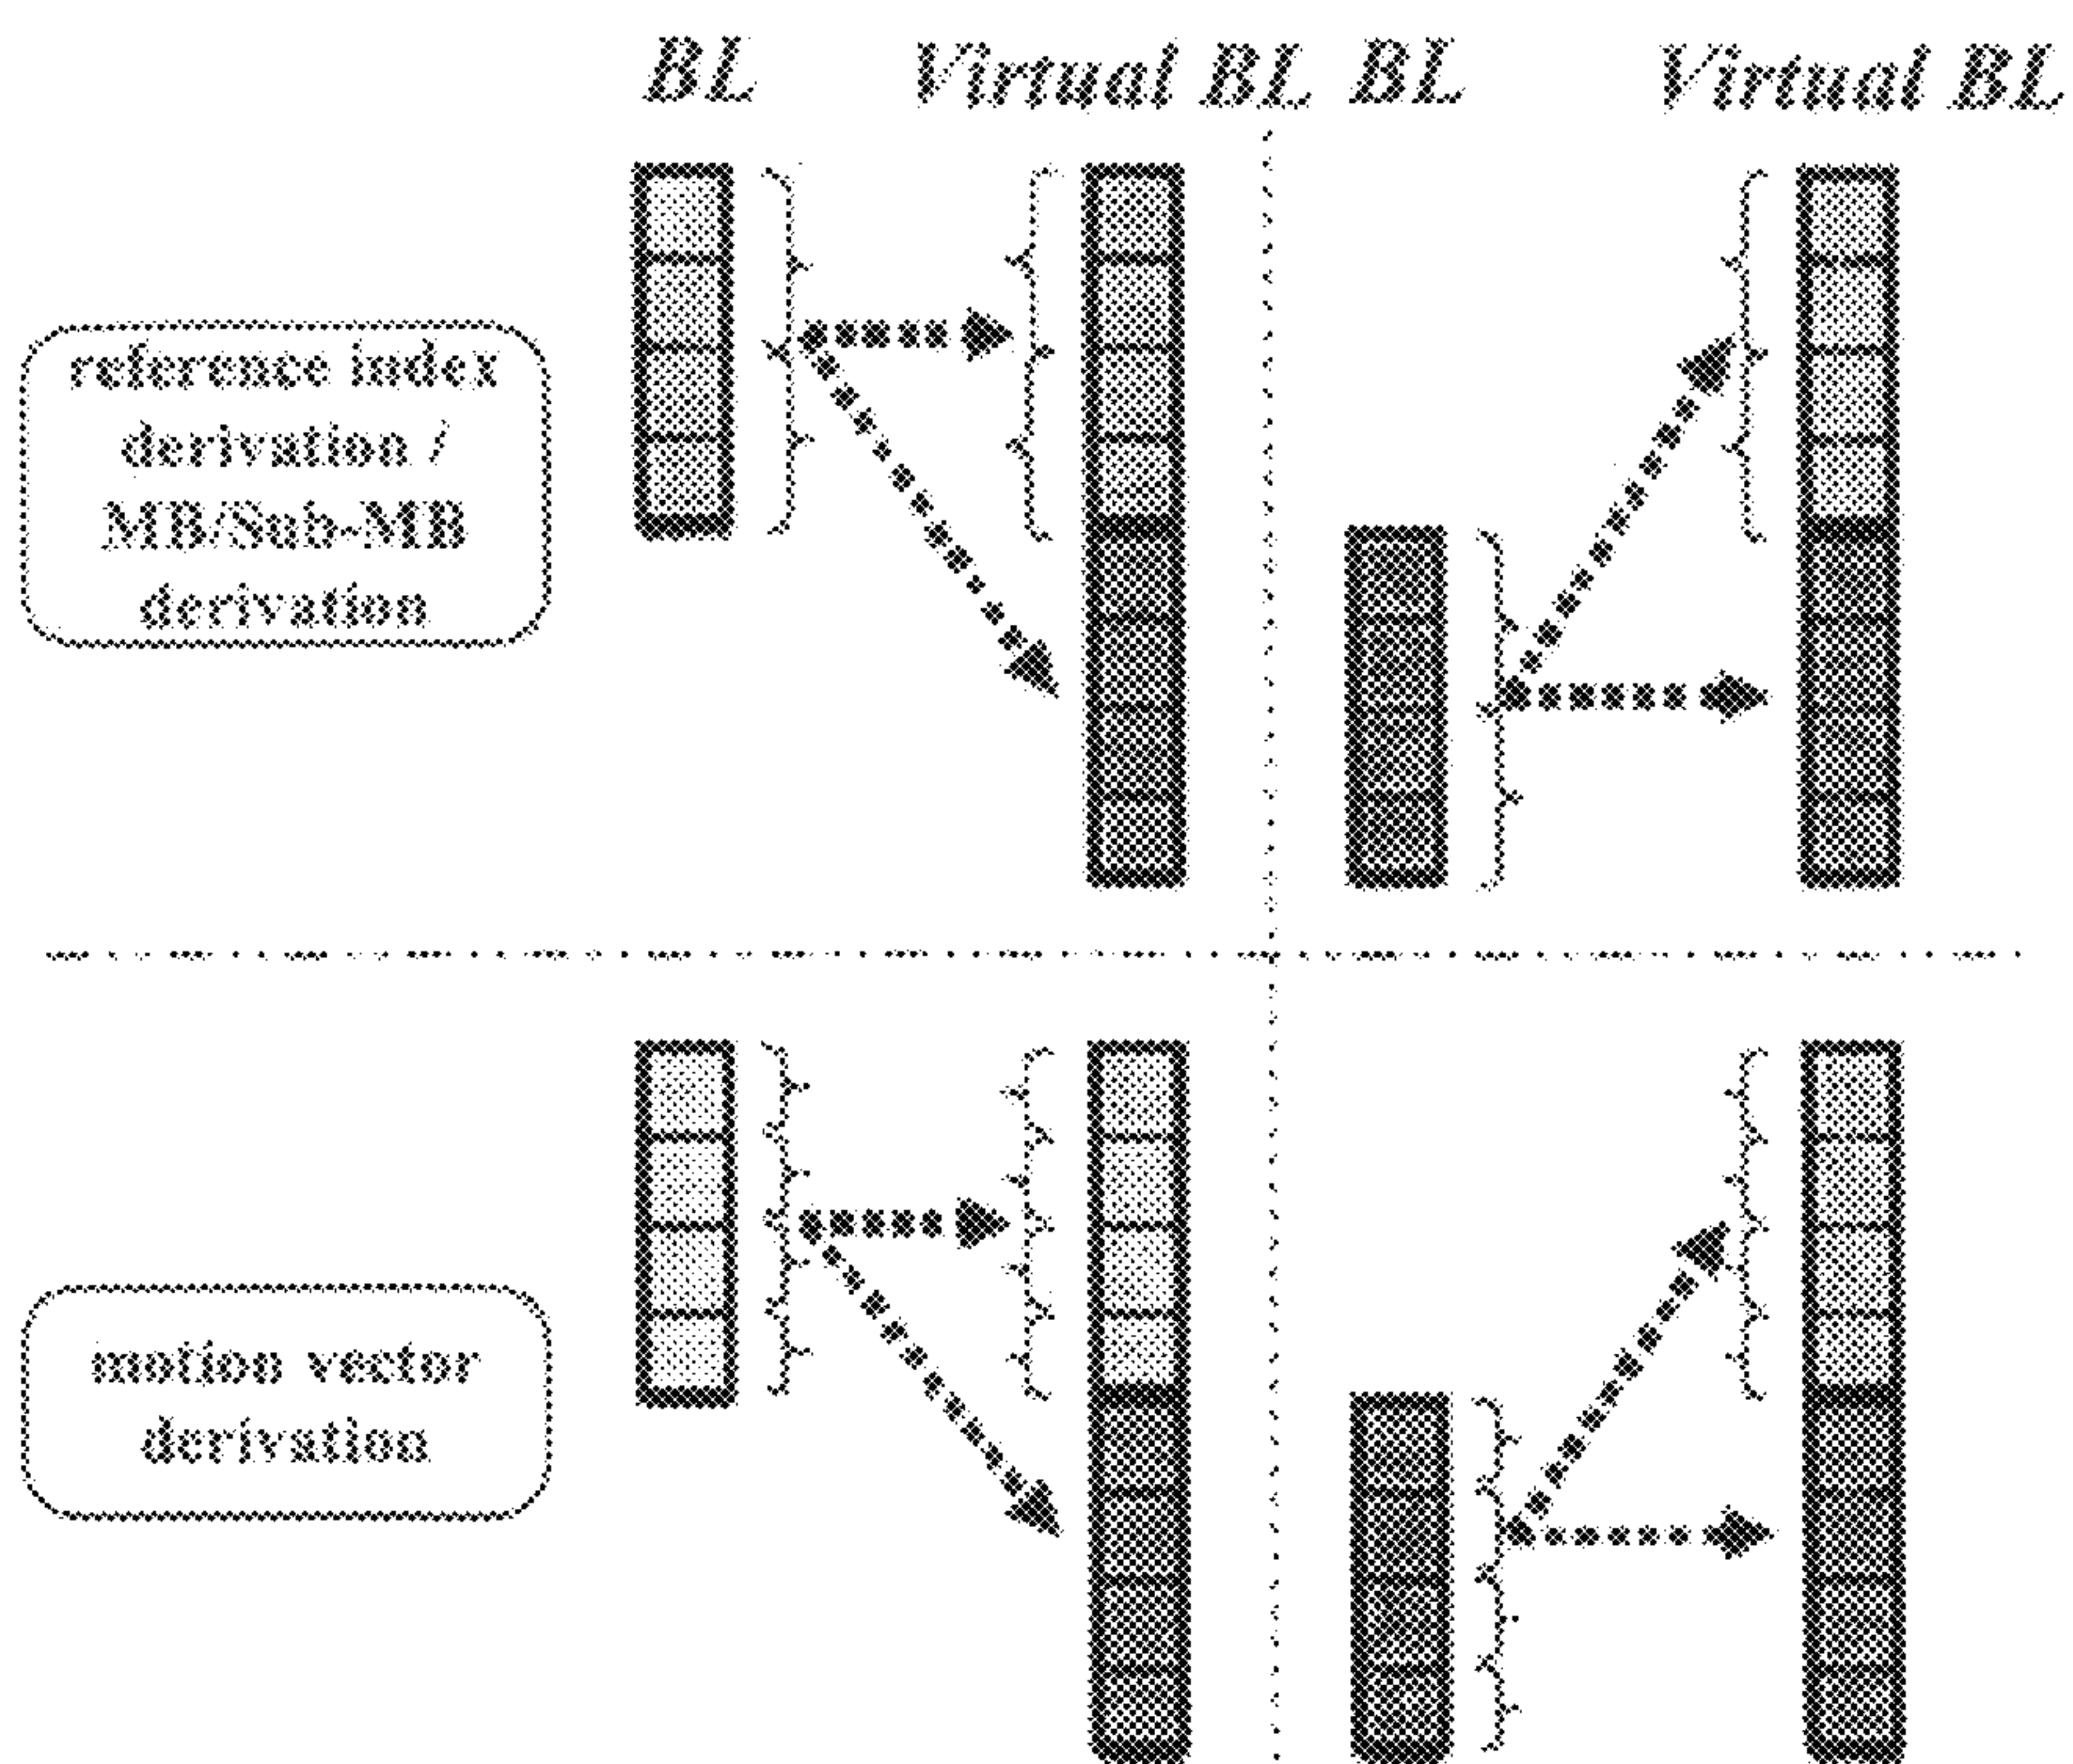 BL Virtual BL BL Virtual BL
reference index
derivation /
MB/Sub-MB
derivation
motion vector
derivation